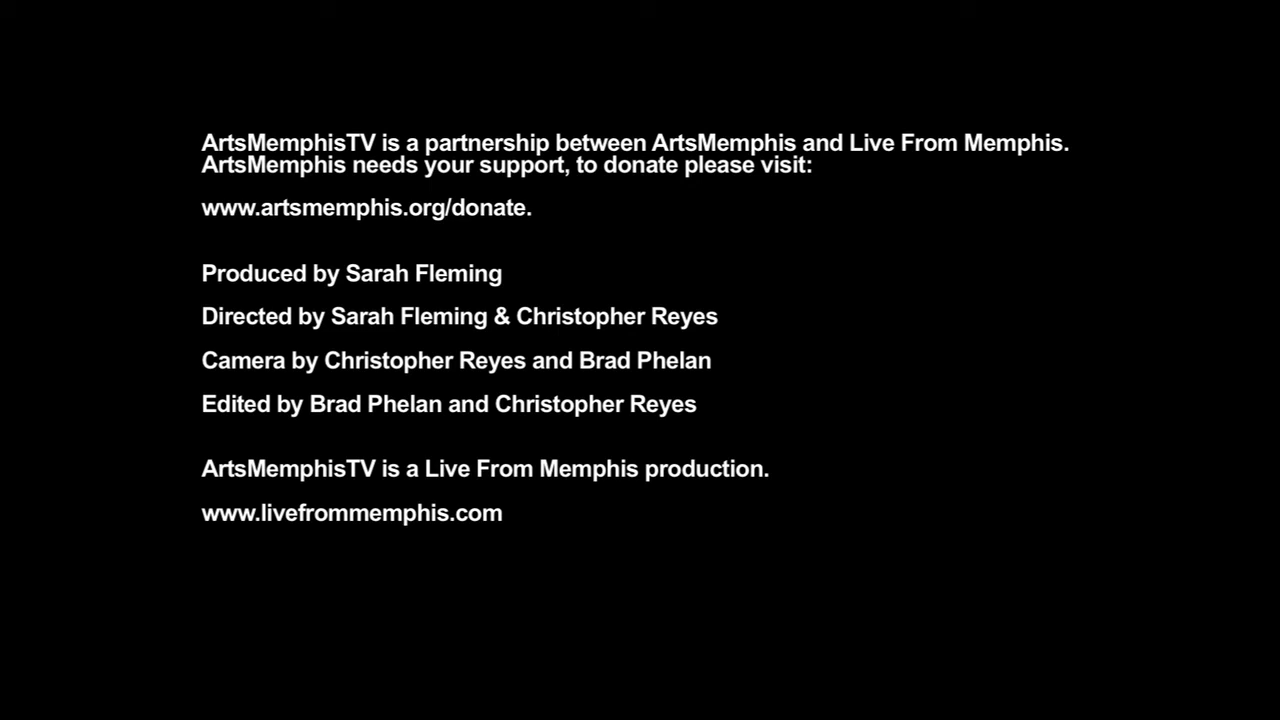 ArtsMemphisTV is a partnership between ArtsMemphis and Live From Memphis.
ArtsMemphis needs your support, to donate please visit:
www.artsmemphis.org/donate.
Produced by Sarah Fleming
Directed by Sarah Fleming & Christopher Reyes
Camera by Christopher Reyes and Brad Phelan
Edited by Brad Phelan and Christopher Reyes
ArtsMemphisTV is a Live From Memphis production.
www.livefrommemphis.com